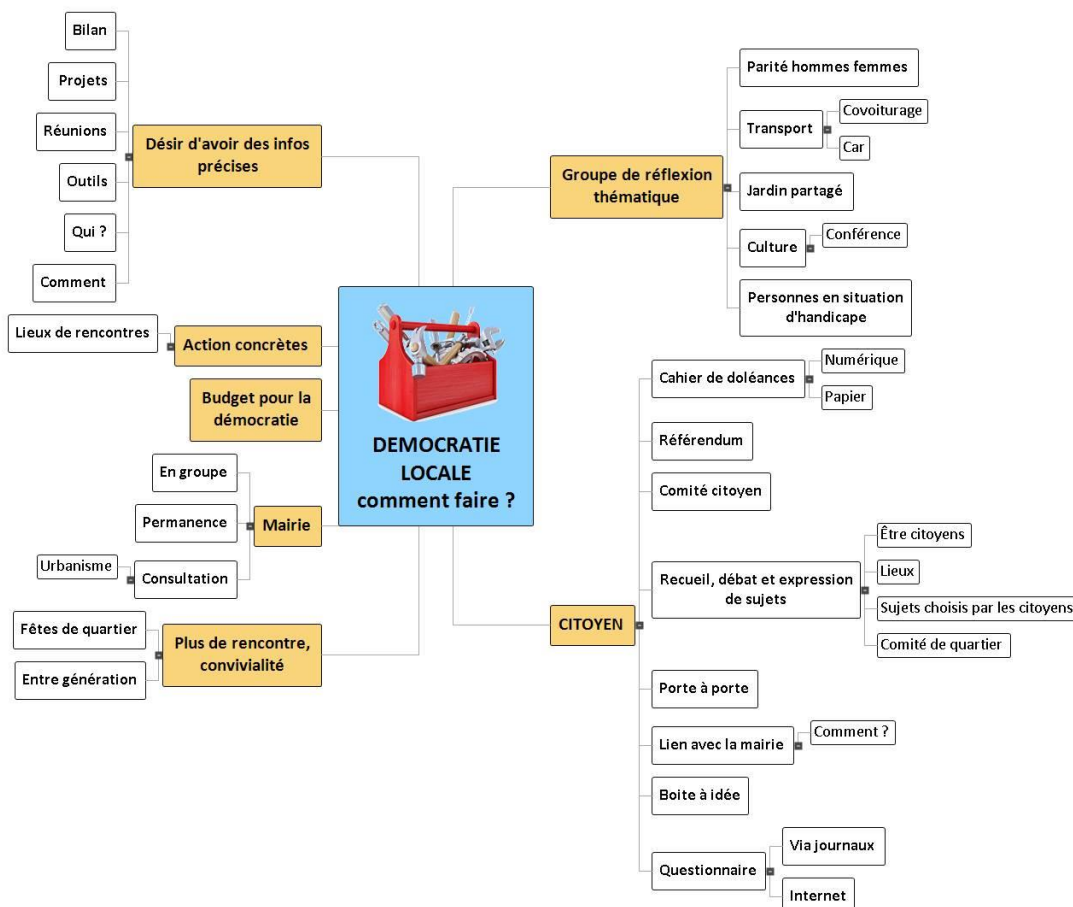 DEMOCRATIE
LOCALE
comment faire ?
Désir d'avoir des infos
précises
Bilan
Projets
Réunions
Outils
Qui ?
Comment
Action concrètes
Lieux de rencontres
Budget pour la
démocratie
Mairie
En groupe
Permanence
Consultation
Urbanisme
Plus de rencontre,
convivialité
Fêtes de quartier
Entre génération
Groupe de réflexion
thématique
Parité hommes femmes
Transport
Covoiturage
Car
Jardin partagé
Culture
Conférence
Personnes en situation
d'handicape
CITOYEN
Cahier de doléances
Numérique
Papier
Référendum
Comité citoyen
Recueil, débat et expression
de sujets
Être citoyens
Lieux
Sujets choisis par les citoyens
Comité de quartier
Porte à porte
Lien avec la mairie
Comment ?
Boite à idée
Questionnaire
Via journaux
Internet